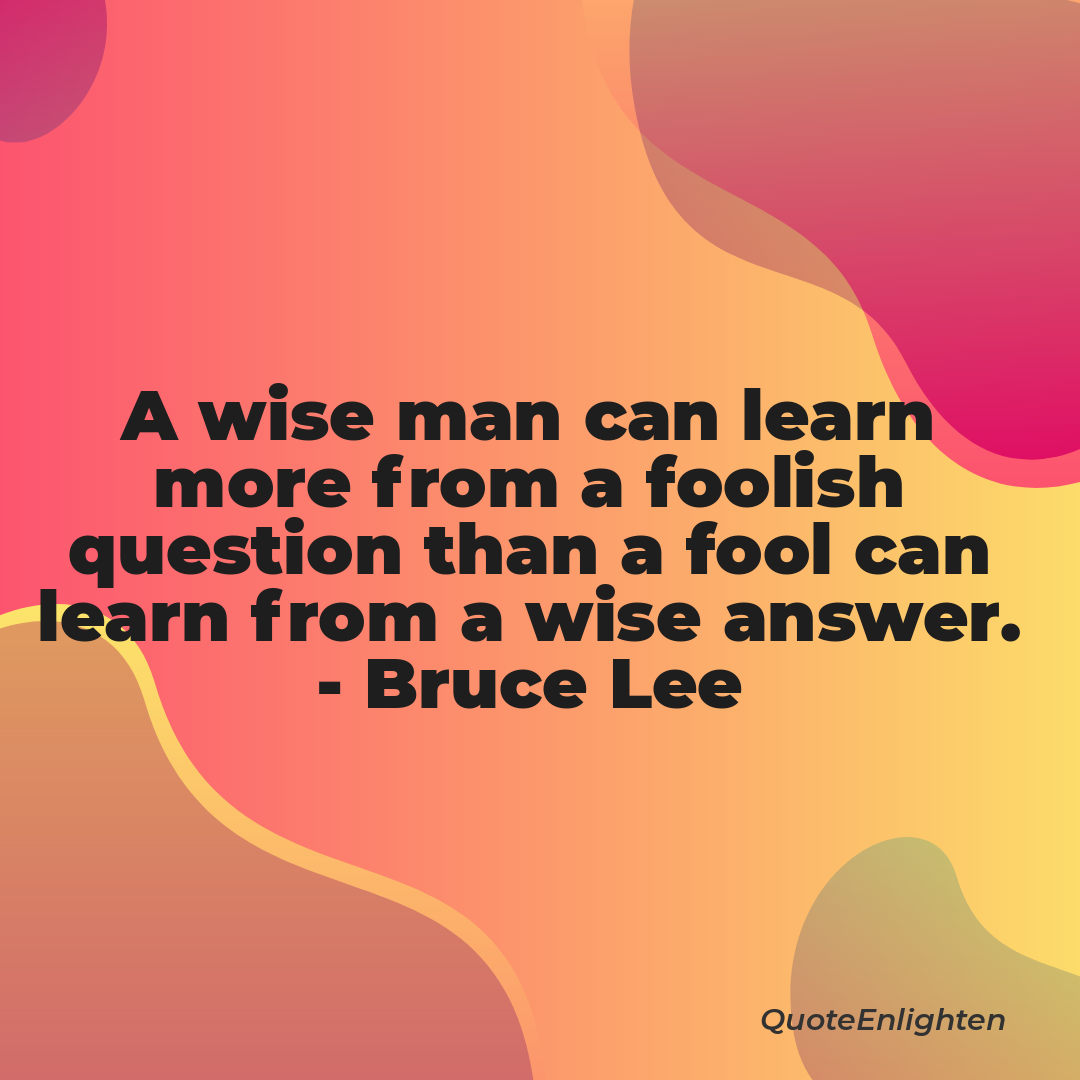 A wise man can learn
more from a foolish
question than a fool can
learn from a wise answer.
- Bruce Lee
QuoteEnlighten